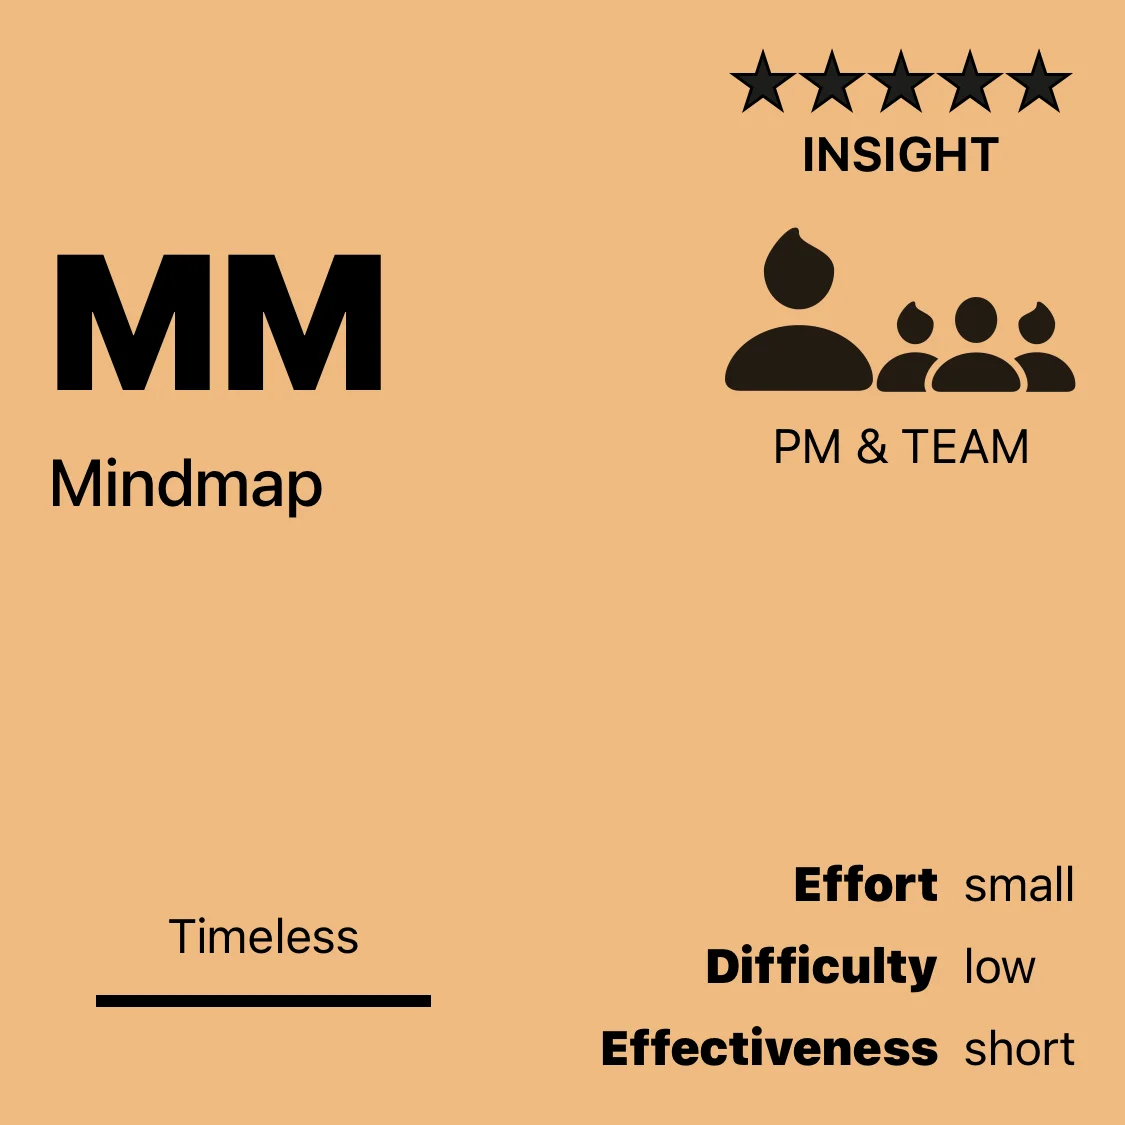 INSIGHT
MM
Mindmap
PM & TEAM
Timeless
Effort small
Difficulty low
Effectiveness short